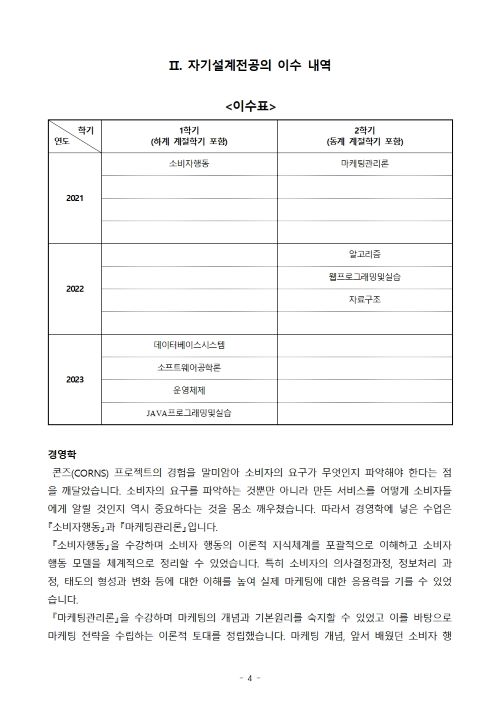 II. 자기설계전공의 이수 내역
<이수표>
학기
연도
1학기
(하계 계절학기 포함)
2학기
(동계 계절학기 포함)
2021
소비자행동
마케팅관리론
2022
알고리즘
웹프로그래밍및실습
자료구조
2023
데이터베이스시스템
소프트웨어공학론
운영체제
JAVA프로그래밍및실습
경영학
콘즈(CORNS) 프로젝트의 경험을 말미암아 소비자의 요구가 무엇인지 파악해야 한다는 점
을 깨달았습니다. 소비자의 요구를 파악하는 것뿐만 아니라 만든 서비스를 어떻게 소비자들
에게 알릴 것인지 역시 중요하다는 것을 몸소 깨우쳤습니다. 따라서 경영학에 넣은 수업은
『소비자행동』과 『마케팅관리론』입니다.
『소비자행동』을 수강하며 소비자 행동의 이론적 지식체계를 포괄적으로 이해하고 소비자
행동 모델을 체계적으로 정리할 수 있었습니다. 특히 소비자의 의사결정과정, 정보처리 과
정, 태도의 형성과 변화 등에 대한 이해를 높여 실제 마케팅에 대한 응용력을 기를 수 있었
습니다.
『마케팅관리론』을 수강하며 마케팅의 개념과 기본원리를 숙지할 수 있었고 이를 바탕으로
마케팅 전략을 수립하는 이론적 토대를 정립했습니다. 마케팅 개념, 앞서 배웠던 소비자 행
- 4 -